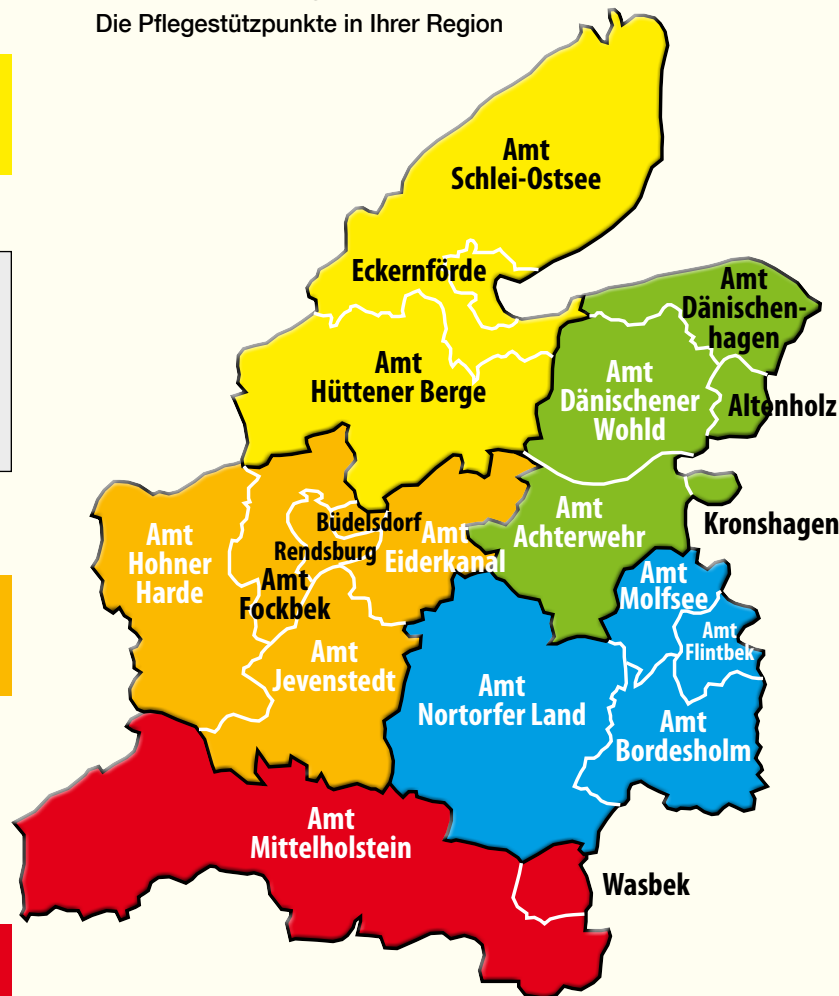 Die Pflegestützpunkte in Ihrer Region
Amt
Schlei-Ostsee
Eckernförde
Amt
Dänischen-
hagen
Amt
Hüttener Berge
Amt
Dänischener
Wohld
Altenholz
Amt
Achterwehr
Kronshagen
Büdelsdorf
Rendsburg
Amt
Eiderkanal
Amt
Hohner
Harde
Amt
Fockbek
Amt
Molfsee
Amt
Flintbek
Amt
Jevenstedt
Amt
Nortorfer Land
Amt
Bordesholm
Amt
Mittelholstein
Wasbek